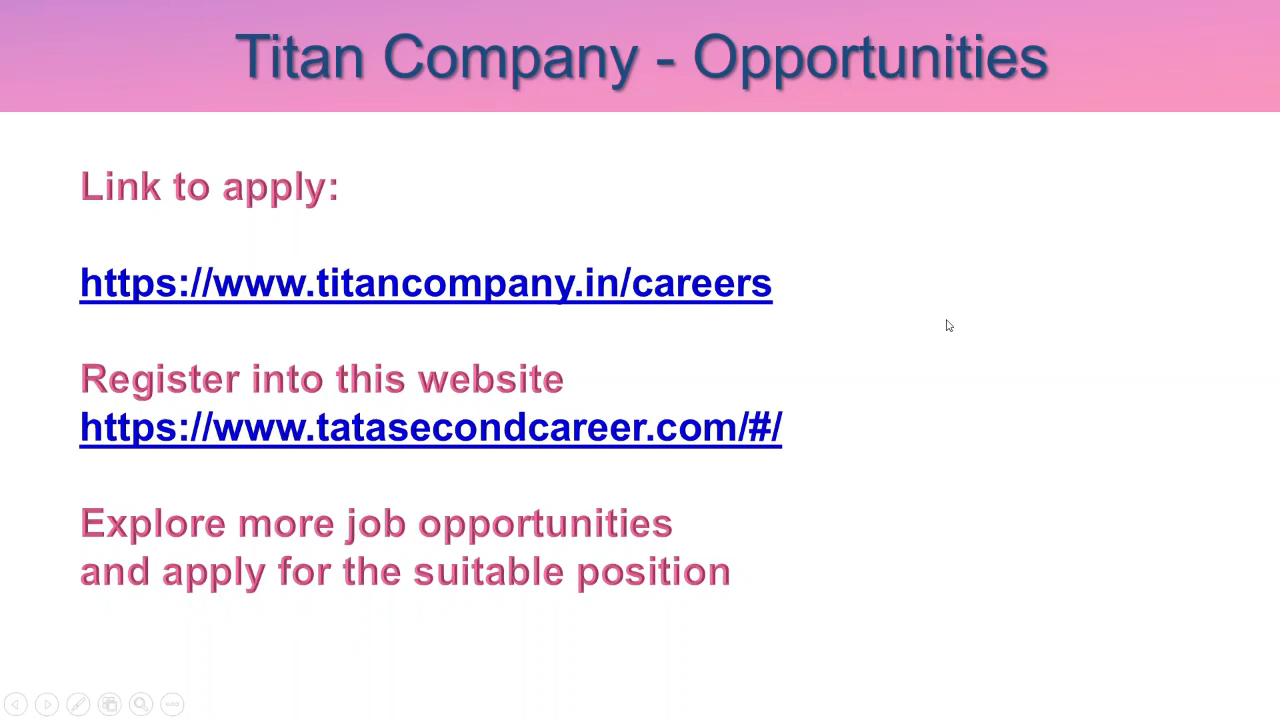 Titan Company - Opportunities
Link to apply:
https://www.titancompany.in/careers
Register into this website
https://www.tatasecondcareer.com/#/
Explore more job opportunities
and apply for the suitable position